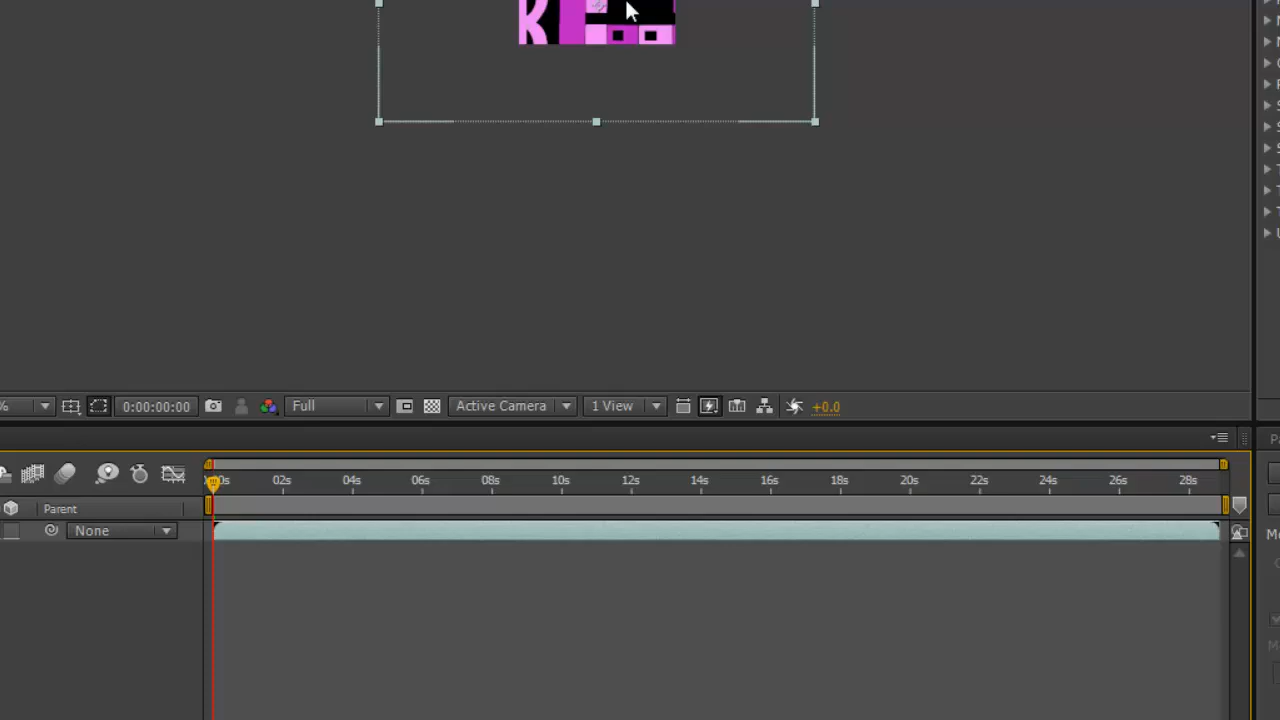 K
%
0:00:00:00
Full
Active Camera
1 View
+0.0
02s 04s 06s 08s 10s 12s 14s 16s 18s 20s 22s 24s 26s 28s
Parent
None